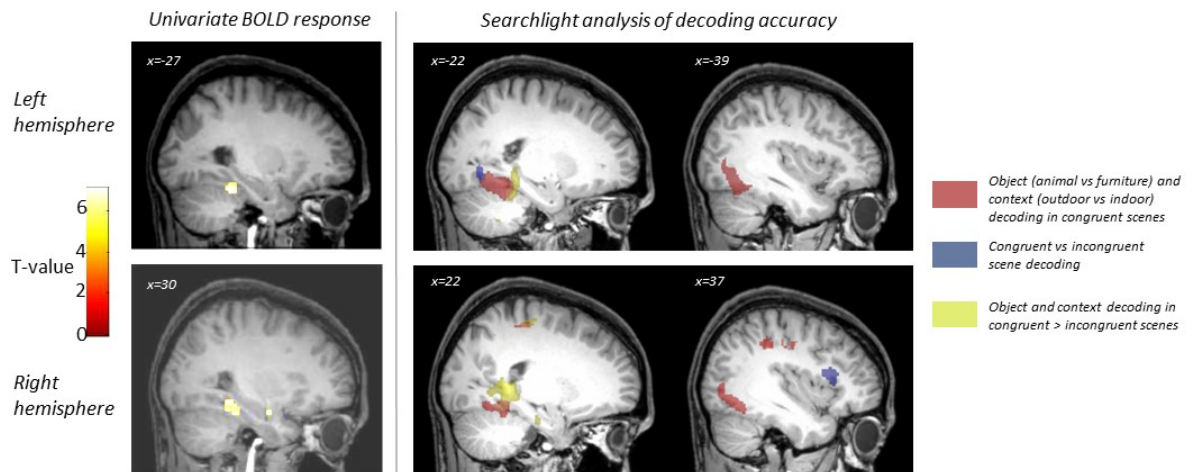 Univariate BOLD response
Searchlight analysis of decoding accuracy
Left
hemisphere
x=-27
x=-22
x=-39
6
4
2
0
T-value
Right
hemisphere
x=30
x=22
x=37
Object (animal vs furniture) and
context (outdoor vs indoor)
decoding in congruent scenes
Congruent vs incongruent
scene decoding
Object and context decoding in
congruent > incongruent scenes